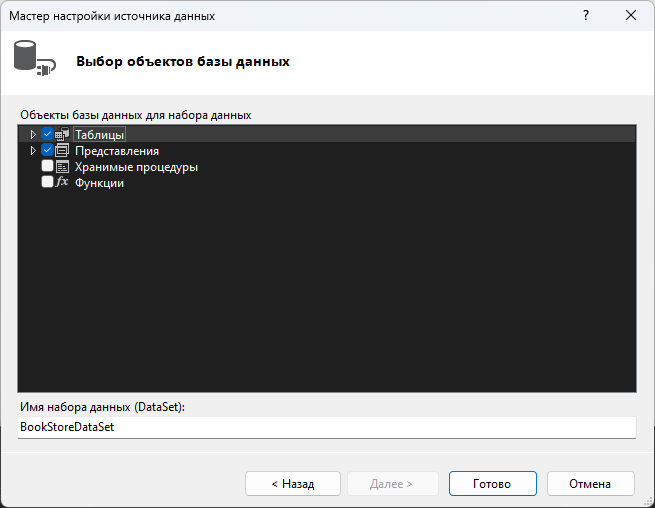 Мастер настройки источника данных
?
Выбор объектов базы данных
Объекты базы данных для набора данных
Таблицы
Представления
Хранимые процедуры
fx Функции
Имя набора данных (DataSet):
BookStoreDataSet
< Назад Далее > Готово Отмена